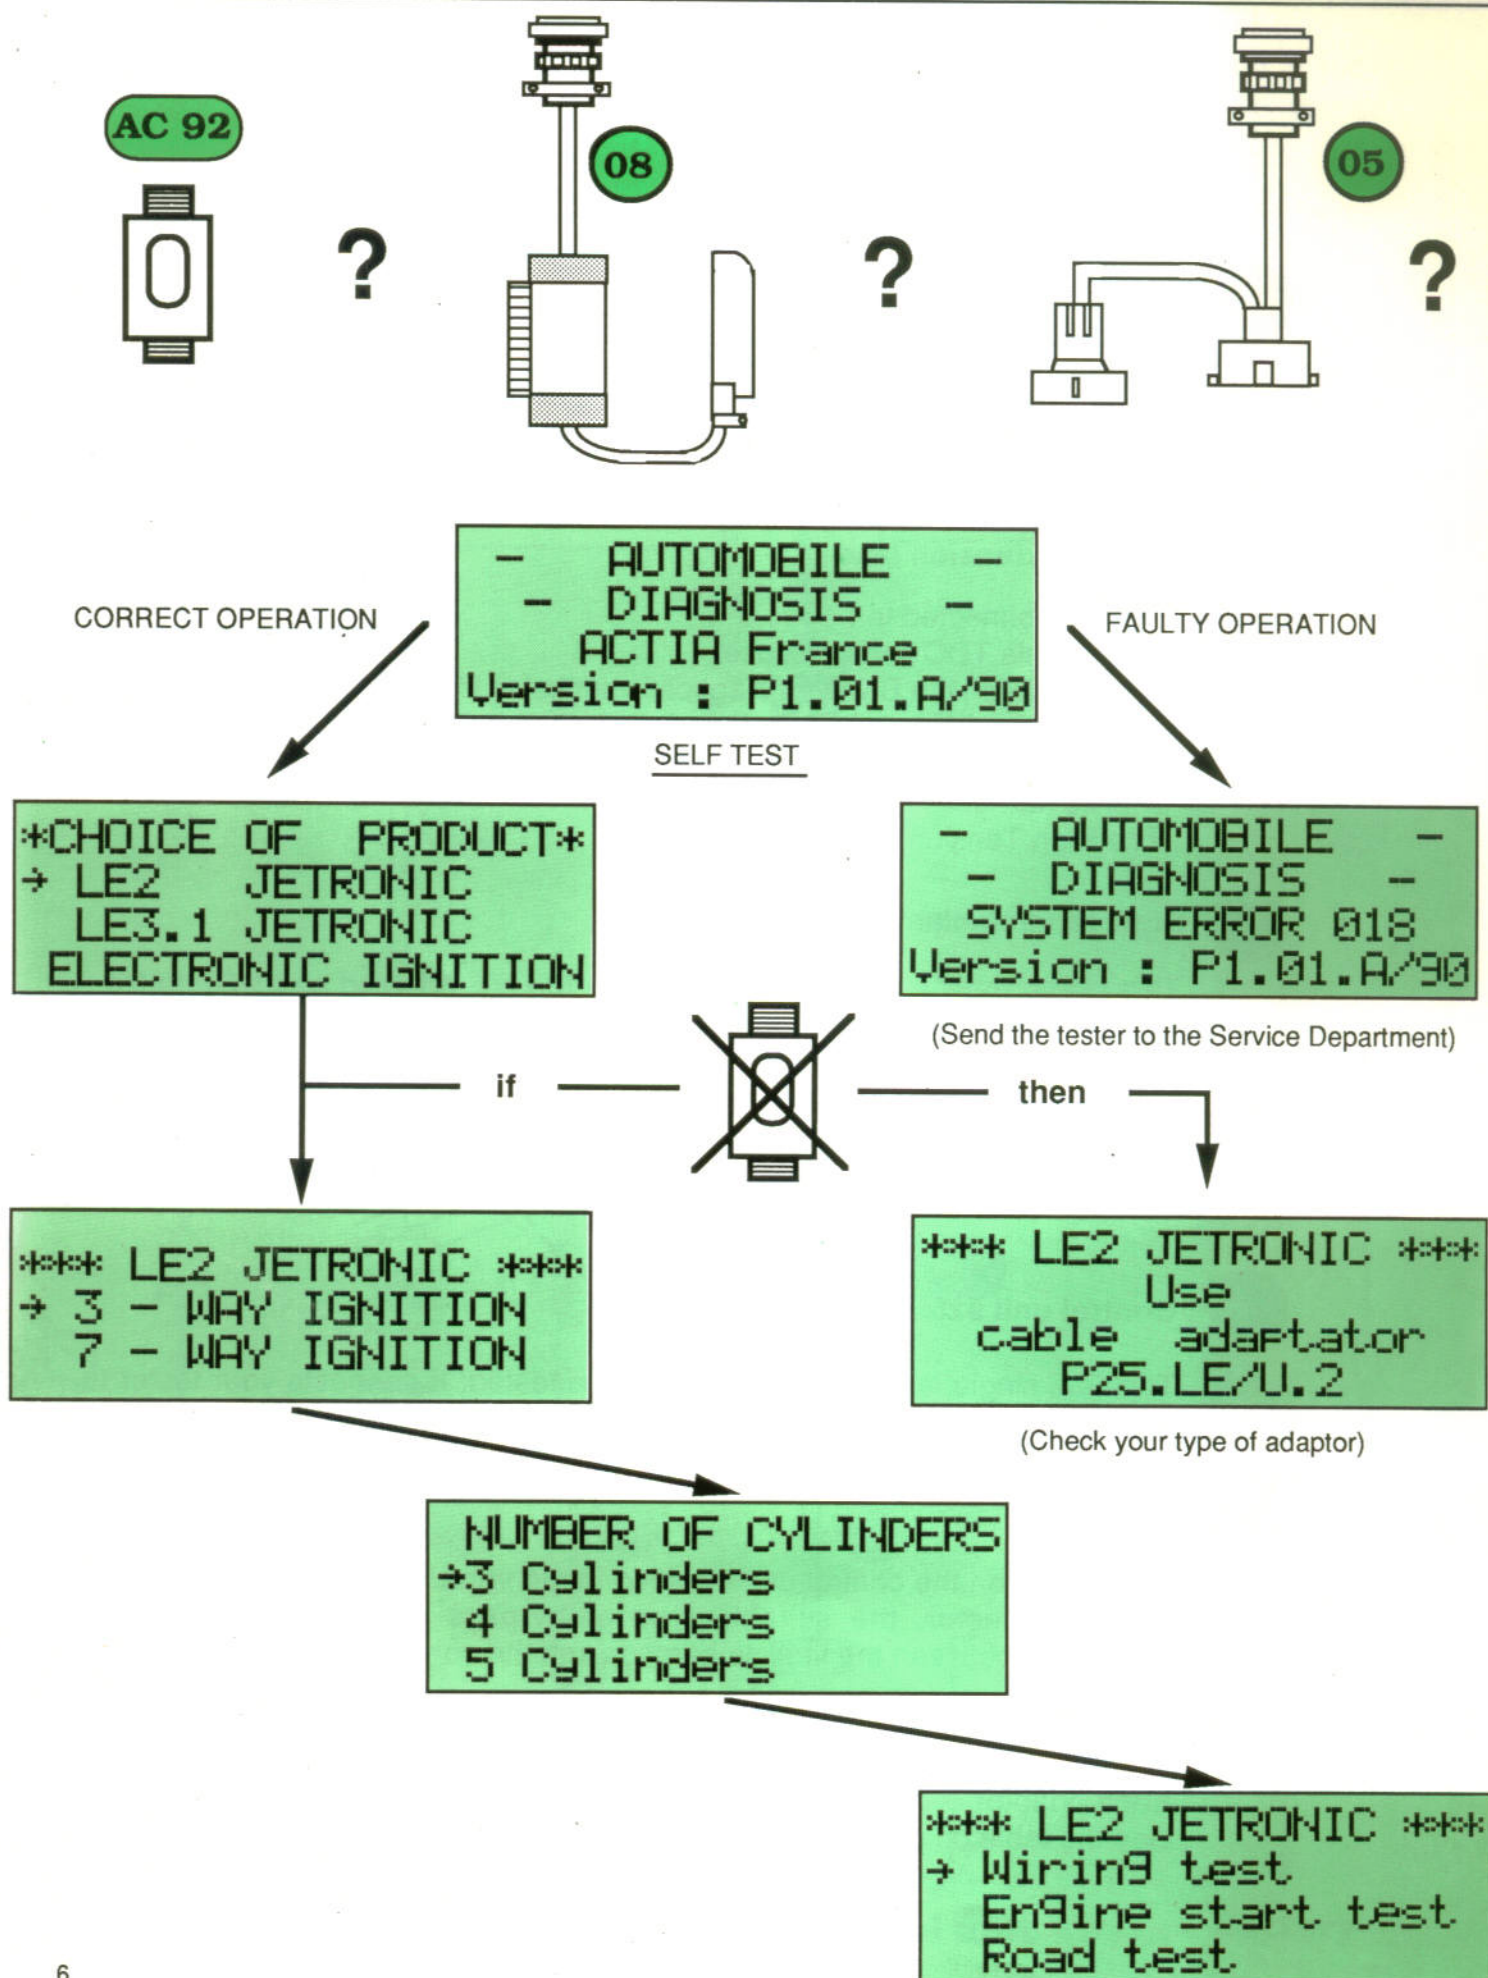 AC 92
08
05
?
?
?
- AUTOMOBILE -
- DIAGNOSIS -
ACTIA France
Version : P1.01.A/90
CORRECT OPERATION
FAULTY OPERATION
SELF TEST
*CHOICE OF PRODUCT*
→ LE2 JETRONIC
LE3.1 JETRONIC
ELECTRONIC IGNITION
- AUTOMOBILE -
- DIAGNOSIS -
SYSTEM ERROR 018
Version : P1.01.A/90
(Send the tester to the Service Department)
if
then
*** LE2 JETRONIC ***
→ 3 - WAY IGNITION
7 - WAY IGNITION
*** LE2 JETRONIC ***
Use
cable adaptator
P25.LE/U.2
(Check your type of adaptor)
NUMBER OF CYLINDERS
→3 Cylinders
4 Cylinders
5 Cylinders
*** LE2 JETRONIC ***
→ Wiring test
Engine start test
Road test
6